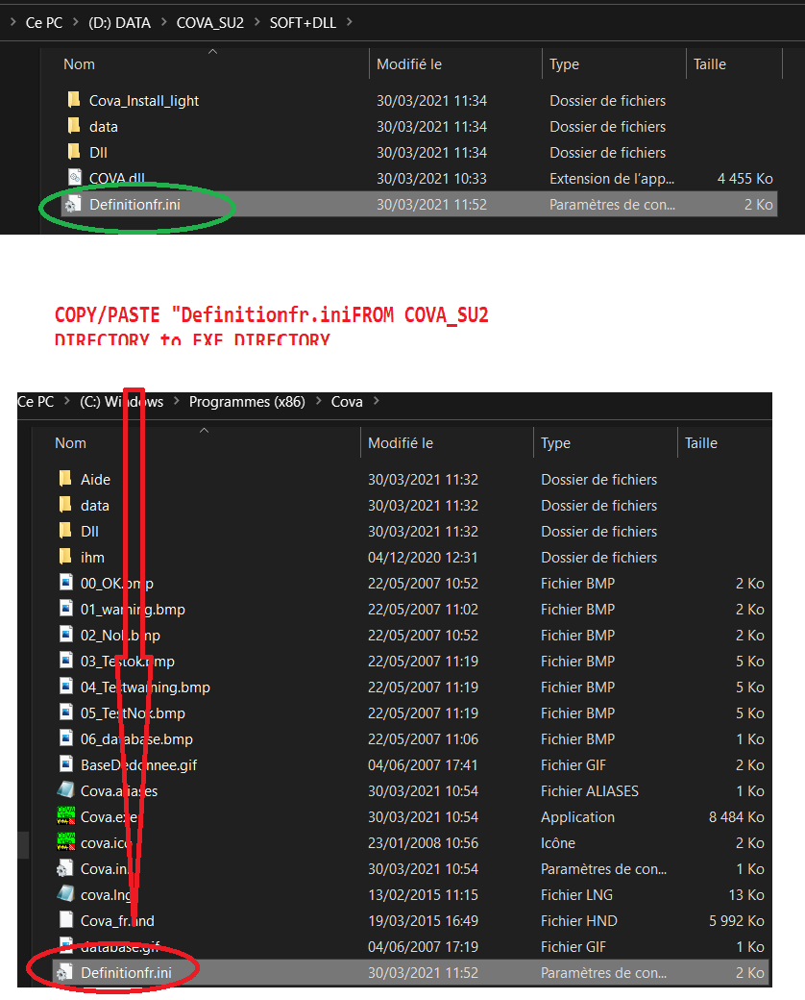 Ce PC > (D:) DATA > COVA_SU2 > SOFT+DLL >
Nom Modifié le Type Taille
Cova_Install_light 30/03/2021 11:34 Dossier de fichiers
data 30/03/2021 11:34 Dossier de fichiers
Dll 30/03/2021 11:34 Dossier de fichiers
COVA.dll 30/03/2021 10:33 Extension de l'app... 4 455 Ko
Definitionfr.ini 30/03/2021 11:52 Paramètres de con... 2 Ko
COPY/PASTE "Definitionfr.iniFROM COVA_SU2
DIRECTORY to EXE DIRECTORY
Ce PC > (C:) Windows > Programmes (x86) > Cova >
Nom Modifié le Type Taille
Aide 30/03/2021 11:32 Dossier de fichiers
data 30/03/2021 11:32 Dossier de fichiers
Dll 30/03/2021 11:32 Dossier de fichiers
ihm 04/12/2020 12:31 Dossier de fichiers
00_OK.bmp 22/05/2007 10:52 Fichier BMP 2 Ko
01_warning.bmp 22/05/2007 11:02 Fichier BMP 2 Ko
02_Nok.bmp 22/05/2007 10:52 Fichier BMP 2 Ko
03_Testok.bmp 22/05/2007 11:19 Fichier BMP 5 Ko
04_Testwarning.bmp 22/05/2007 11:19 Fichier BMP 5 Ko
05_TestNok.bmp 22/05/2007 11:19 Fichier BMP 5 Ko
06_database.bmp 22/05/2007 11:06 Fichier BMP 1 Ko
BaseDedonnee.gif 04/06/2007 17:41 Fichier GIF 2 Ko
Cova.aliases 30/03/2021 10:54 Fichier ALIASES 1 Ko
Cova.exe 30/03/2021 10:54 Application 8 484 Ko
cova.ico 23/01/2008 10:56 Icône 2 Ko
Cova.ini 30/03/2021 10:54 Paramètres de con... 1 Ko
cova.lng 13/02/2015 11:15 Fichier LNG 13 Ko
Cova_fr.hnd 19/03/2015 16:49 Fichier HND 5 992 Ko
database.gif 04/06/2007 17:19 Fichier GIF 1 Ko
Definitionfr.ini 30/03/2021 11:52 Paramètres de con... 2 Ko